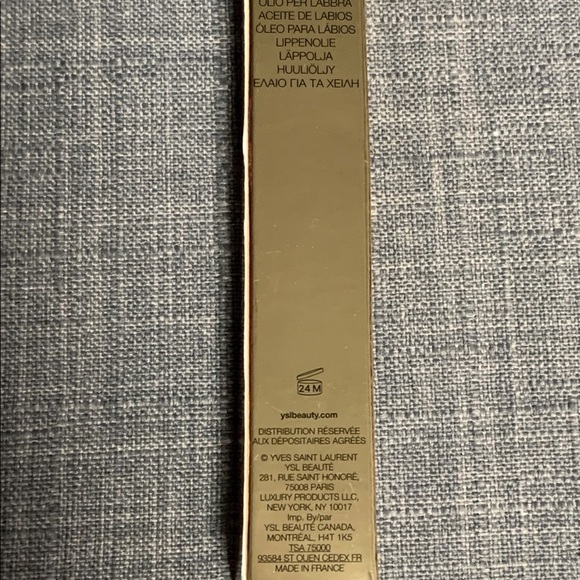 OLIO PER LABBRA
ACEITE DE LABIOS
ÓLEO PARA LÁBIOS
LIPPENOLIE
LÄPPOLJA
HUULIÖLJY
ΕΛΑΙΟ ΓΙΑ ΤΑ ΧΕΙΛΗ
24 M
yslbeauty.com
DISTRIBUTION RÉSERVÉE
AUX DÉPOSITAIRES AGRÉÉS
© YVES SAINT LAURENT
YSL BEAUTÉ
281, RUE SAINT HONORÉ,
75008 PARIS
LUXURY PRODUCTS LLC,
NEW YORK, NY 10017
Imp. By/par
YSL BEAUTÉ CANADA,
MONTRÉAL, H4T 1K5
TSA 75000
93584 ST OUEN CEDEX FR
MADE IN FRANCE